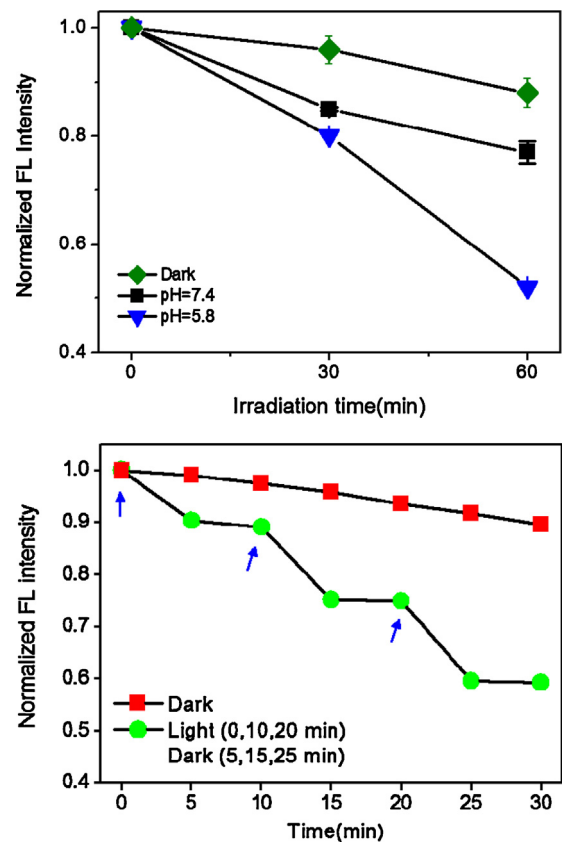 Normalized FL Intensity
1.0
0.8
0.6
0.4
Dark
pH=7.4
pH=5.8
0
30
60
Irradiation time(min)
Normalized FL intensity
1.0
0.9
0.8
0.7
0.6
0.5
0.4
Dark
Light (0,10,20 min)
Dark (5,15,25 min)
0
5
10
15
20
25
30
Time(min)